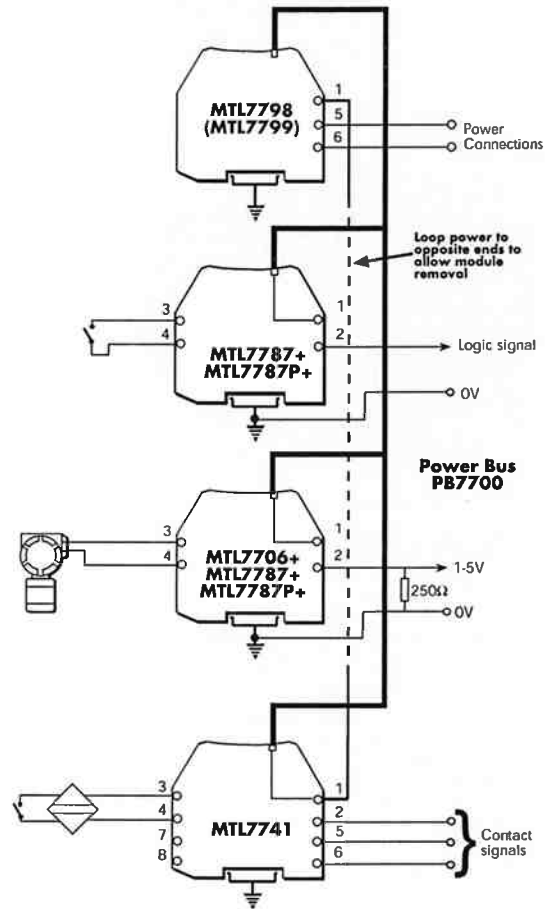 MTL7798
(MTL7799)
1
5
6
Power
Connections
Loop power to
opposite ends to
allow module
removal
3
4
1
2
MTL7787+
MTL7787P+
Logic signal
0V
Power Bus
PB7700
3
4
1
2
MTL7706+
MTL7787+
MTL7787P+
1-5V
250Ω
0V
3
4
7
8
1
2
5
6
MTL7741
Contact
signals